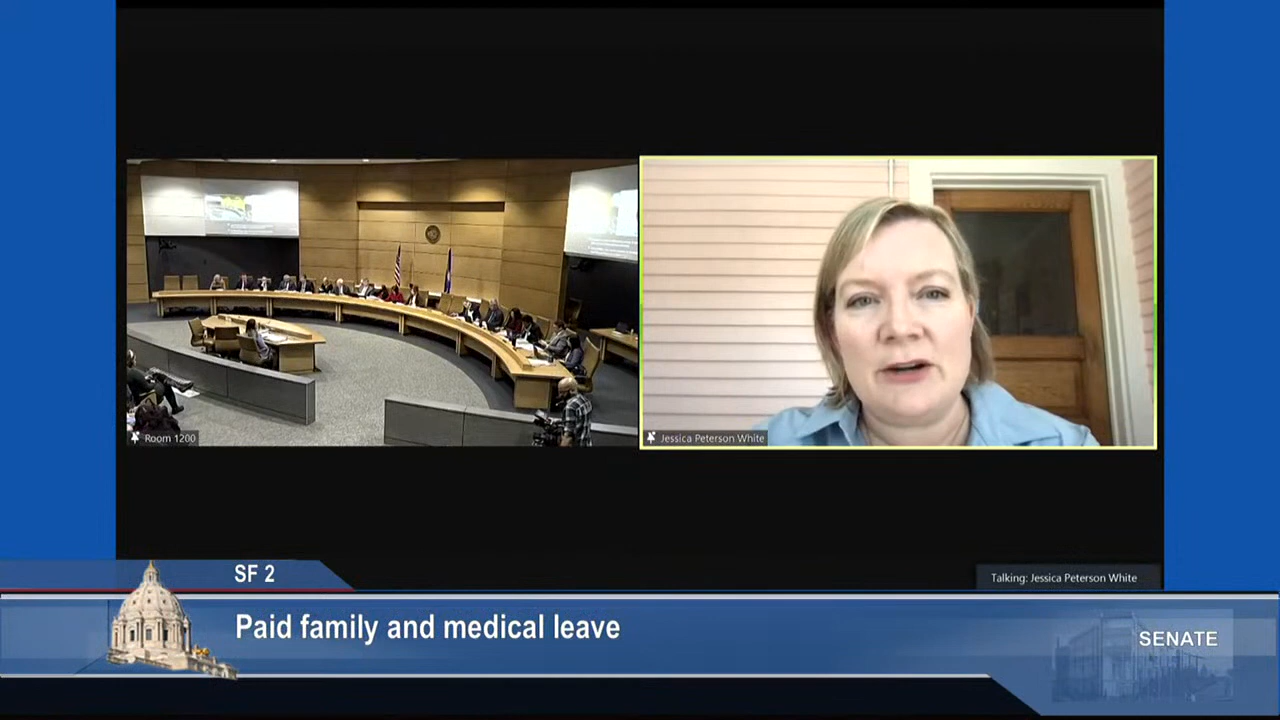 Room 1200
Jessica Peterson White
Talking: Jessica Peterson White
SF 2
Paid family and medical leave
SENATE